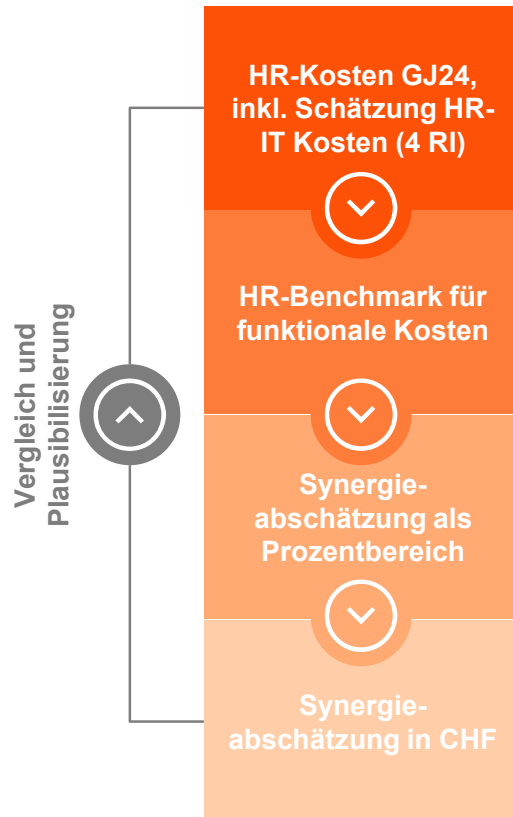 HR-Kosten GJ24,
inkl. Schätzung HR-
IT Kosten (4 RI)
HR-Benchmark für
funktionale Kosten
Synergie-
abschätzung als
Prozentbereich
Synergie-
abschätzung in CHF
Vergleich und
Plausibilisierung